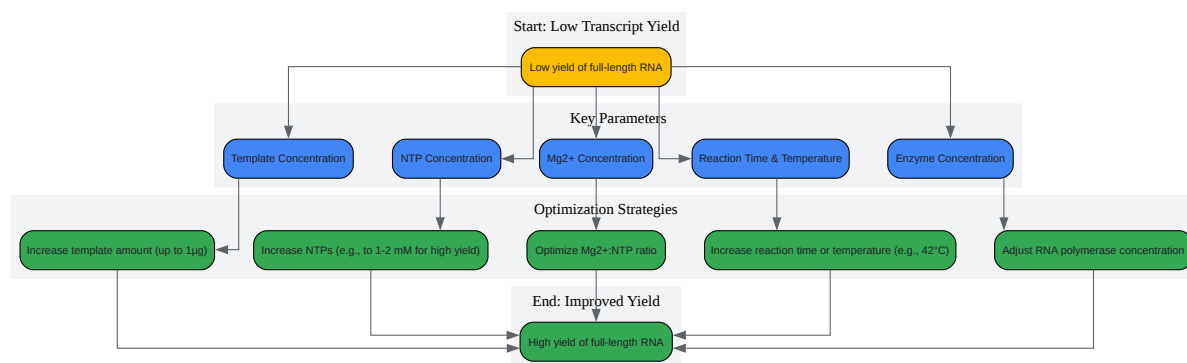 Start: Low Transcript Yield
Low yield of full-length RNA
Key Parameters
Template Concentration
NTP Concentration
Mg2+ Concentration
Reaction Time & Temperature
Enzyme Concentration
Optimization Strategies
Increase template amount (up to 1µg)
Increase NTPs (e.g., to 1-2 mM for high yield)
Optimize Mg2+:NTP ratio
Increase reaction time or temperature (e.g., 42°C)
Adjust RNA polymerase concentration
End: Improved Yield
High yield of full-length RNA